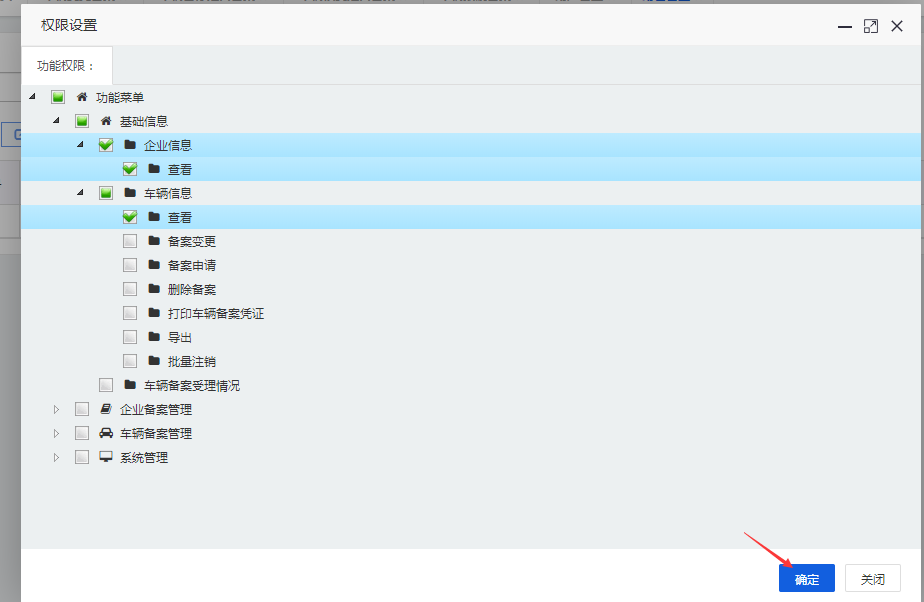 权限设置
功能权限：
功能菜单
基础信息
企业信息
查看
车辆信息
查看
备案变更
备案申请
删除备案
打印车辆备案凭证
导出
批量注销
车辆备案受理情况
企业备案管理
车辆备案管理
系统管理
确定 关闭